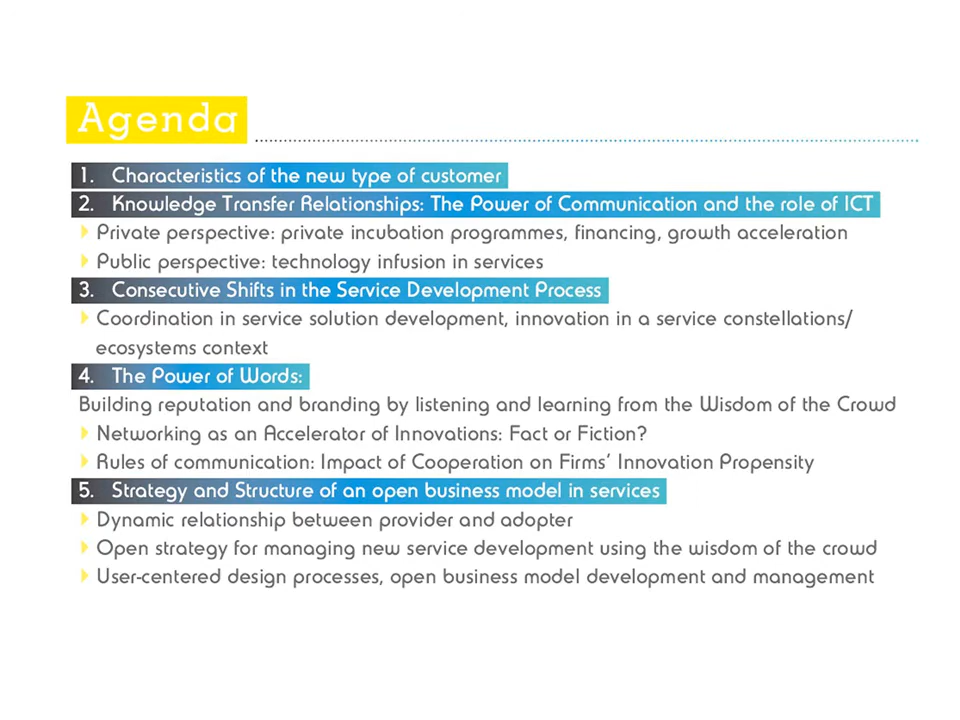 Agenda
1. Characteristics of the new type of customer
2. Knowledge Transfer Relationships: The Power of Communication and the role of ICT
Private perspective: private incubation programmes, financing, growth acceleration
Public perspective: technology infusion in services
3. Consecutive Shifts in the Service Development Process
Coordination in service solution development, innovation in a service constellations/
ecosystems context
4. The Power of Words:
Building reputation and branding by listening and learning from the Wisdom of the Crowd
Networking as an Accelerator of Innovations: Fact or Fiction?
Rules of communication: Impact of Cooperation on Firms' Innovation Propensity
5. Strategy and Structure of an open business model in services
Dynamic relationship between provider and adopter
Open strategy for managing new service development using the wisdom of the crowd
User-centered design processes, open business model development and management